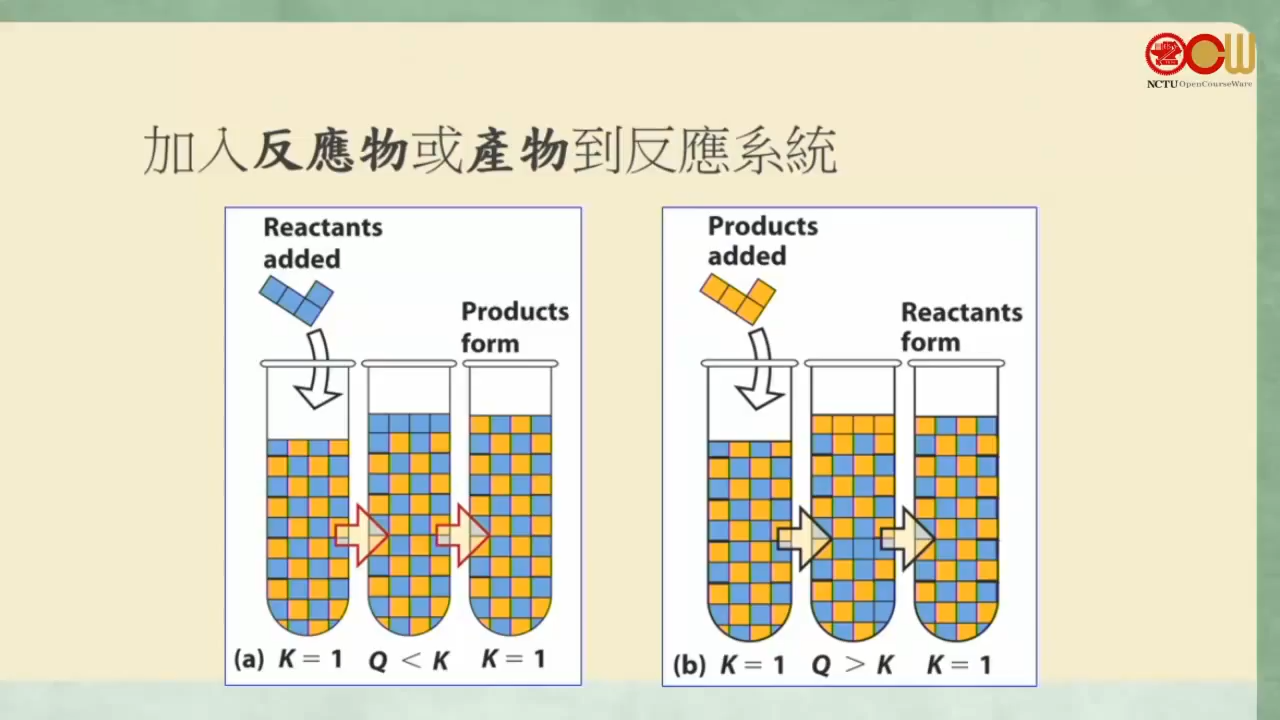 NCTU OpenCourseWare
加入反應物或產物到反應系統
Reactants
added
Products
form
(a) K = 1 Q < K K = 1
Products
added
Reactants
form
(b) K = 1 Q > K K = 1